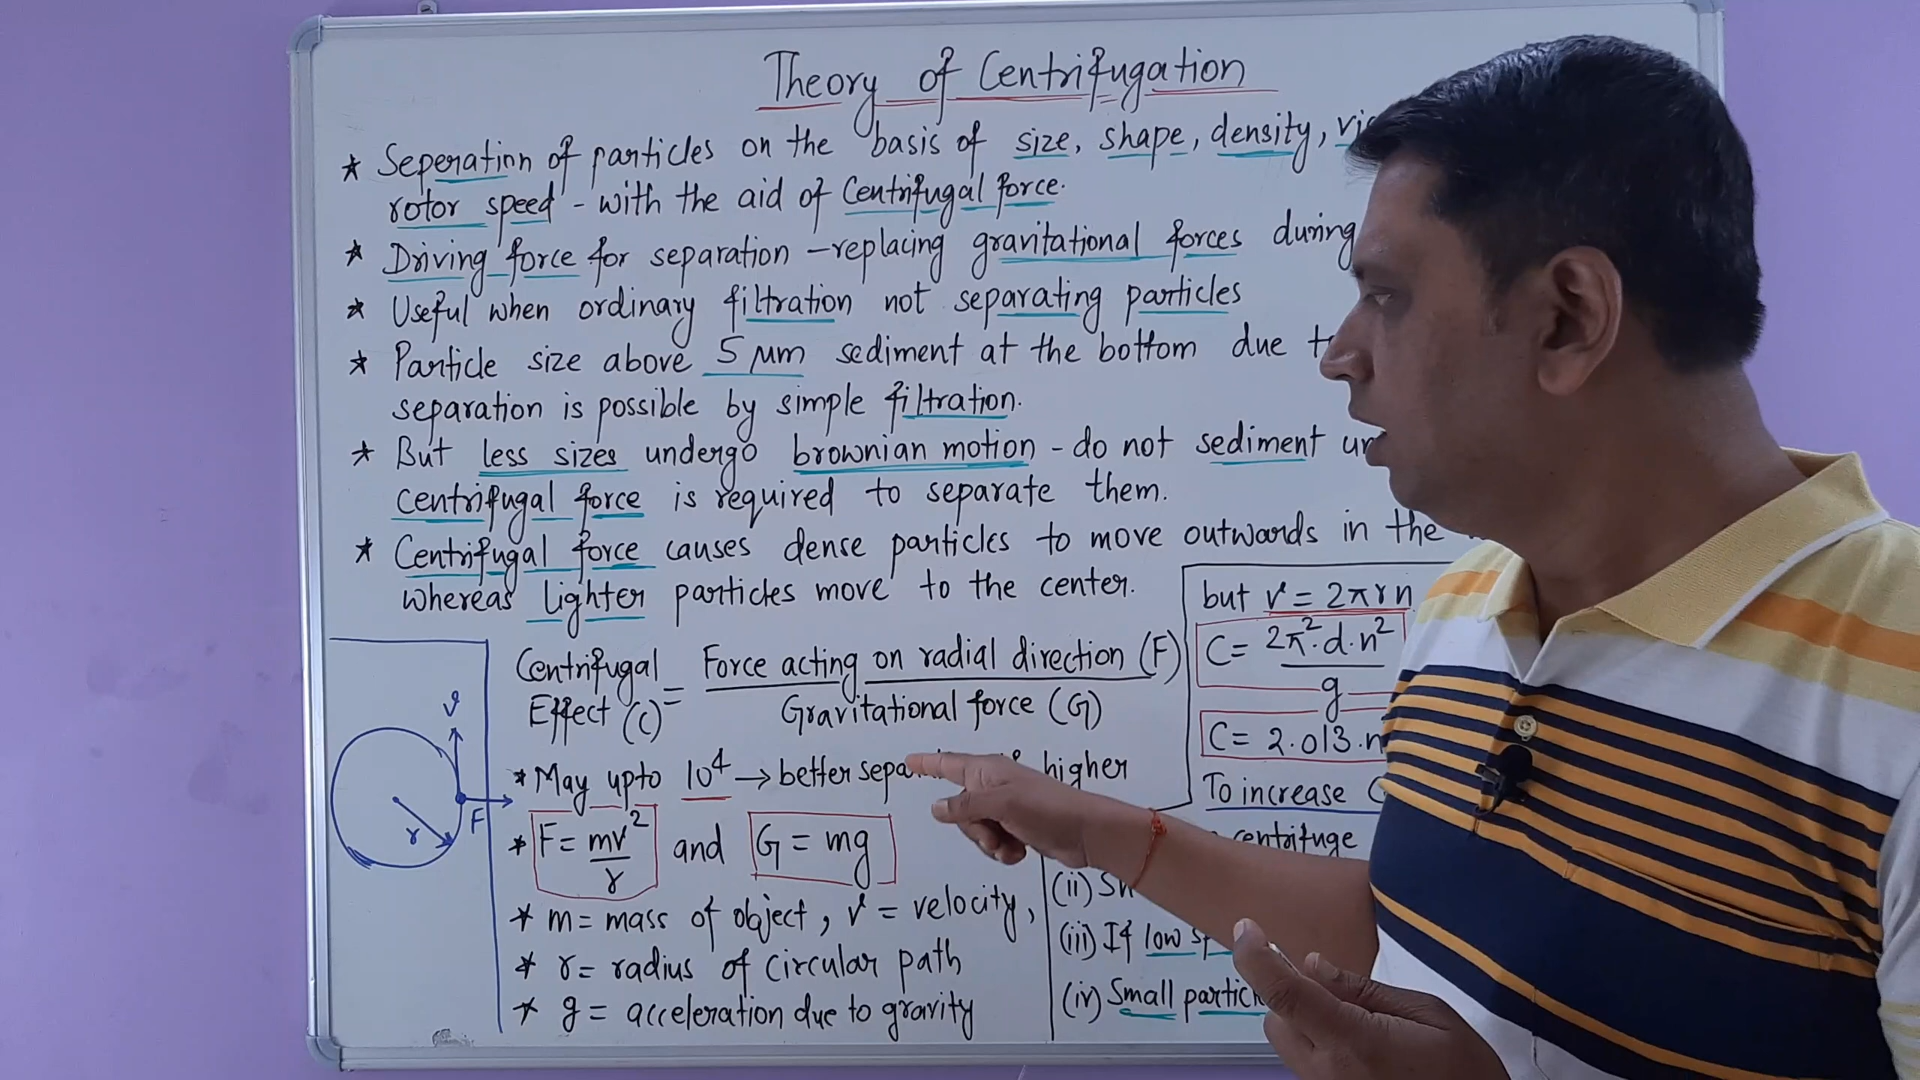 Theory of Centrifugation
* Seperation of particles on the basis of size, shape, density,
rotor speed - with the aid of Centrifugal force.
* Driving force for separation – replacing gravitational forces during
* Useful when ordinary filtration not separating particles
* Particle size above 5 μm sediment at the bottom due
separation is possible by simple filtration.
* But less sizes undergo brownian motion - do not sediment
centrifugal force is required to separate them.
* Centrifugal force causes dense particles to move outwards in the
whereas lighter particles move to the center.
Centrifugal Effect (C) = Force acting on radial direction (F)
Gravitational force (G)
* May upto 10⁴ → better higher
* F = mv²/r and G = mg
* m = mass of object, v = velocity,
* r = radius of circular path
* g = acceleration due to gravity
v
r
F
but v = 2πrn
C = 2π².d.n²
g
C = 2.013.n
To increase
centrifuge
(ii)
(iii) If low
(iv) Small